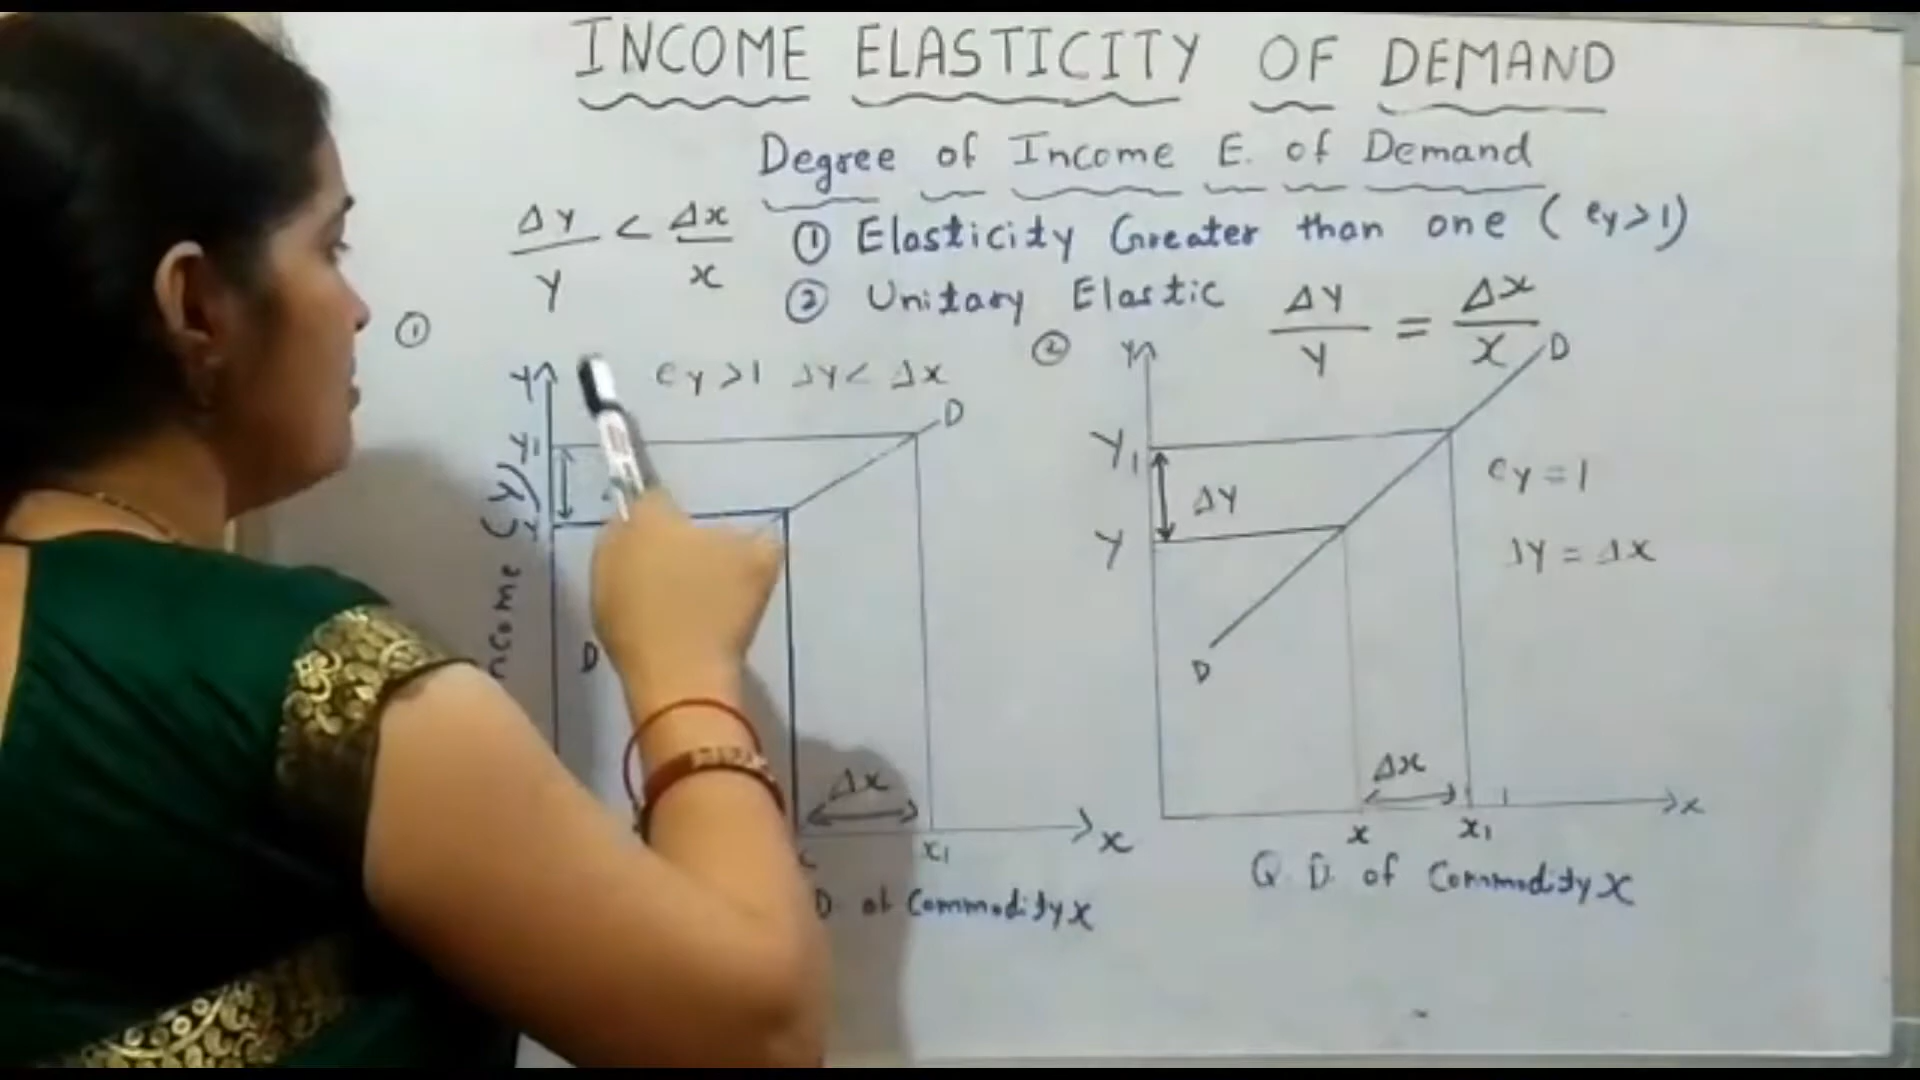 INCOME ELASTICITY OF DEMAND
Degree of Income E. of Demand
ΔY/Y < Δx/x
① Elasticity Greater than one (ey>1)
② Unitary Elastic ΔY/Y = Δx/x
①
Y ey>1 ΔY< Δx
Y1
D
(Y)
D
Δx
x1
x
D. of Commodity x
②
Y
D
Y1
ΔY
Y
ey=1
ΔY = Δx
D
Δx
x
x1
x
Q. D. of Commodity x